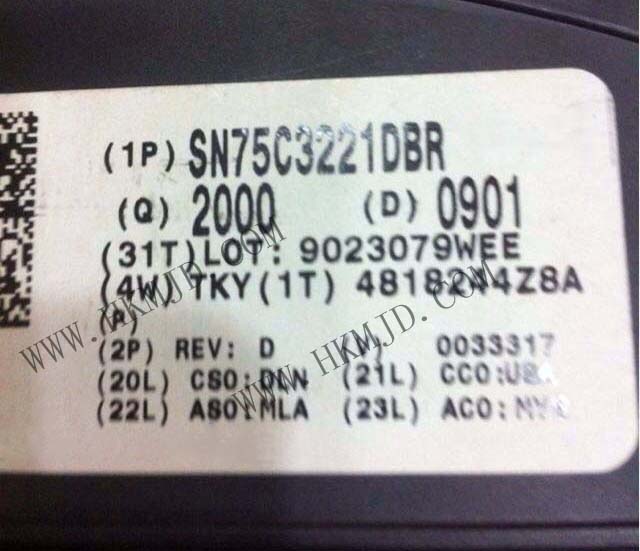 (1P) SN75C3221DBR
(Q) 2000 (D) 0901
(31T)LOT: 9023079WEE
(4W) TKY(1T) 4818244Z8A
(P)
(2P) REV: D 0033317
(20L) CSO: (21L) CCO:USA
(22L) ASO:MLA (23L) ACO:
WWW.HKMJD.COM
WWW.HKMJD.COM